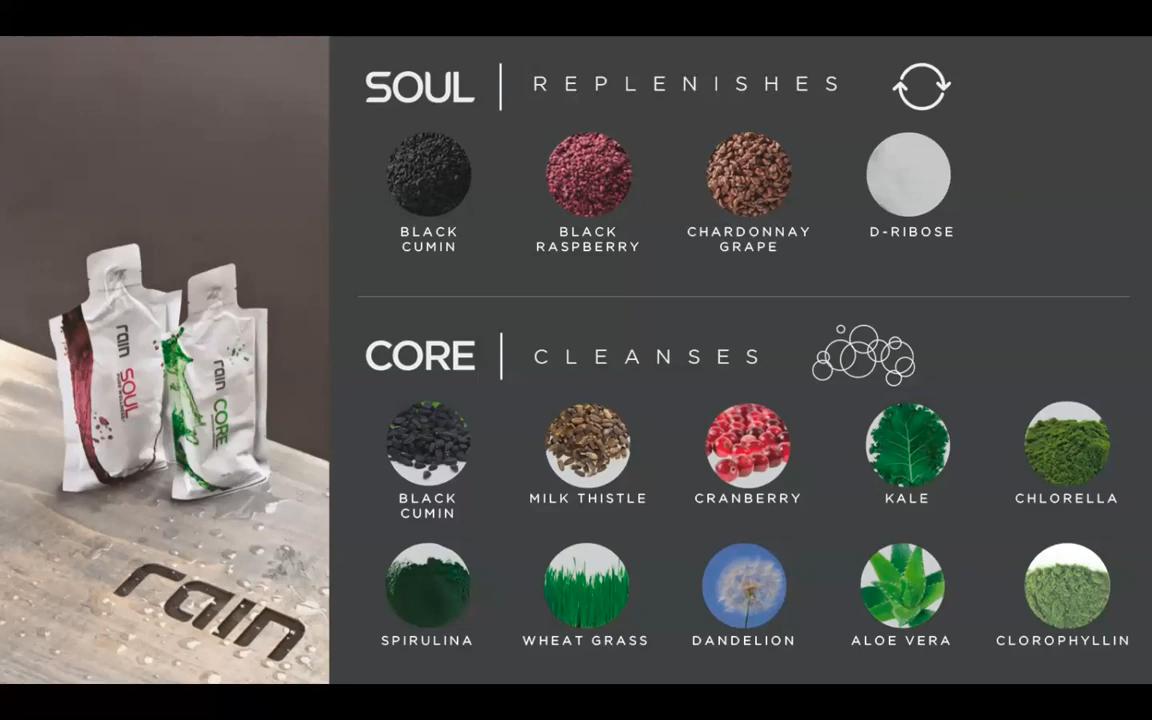 SOUL
REPLENISHES
BLACK
CUMIN
BLACK
RASPBERRY
CHARDONNAY
GRAPE
D-RIBOSE
CORE
CLEANSES
BLACK
CUMIN
MILK THISTLE
CRANBERRY
KALE
CHLORELLA
SPIRULINA
WHEAT GRASS
DANDELION
ALOE VERA
CLOROPHYLLIN
rain SOUL
rain CORE
rain